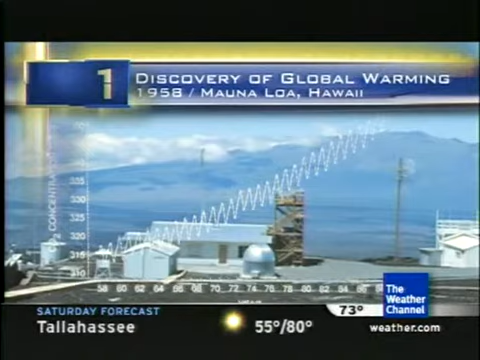 1
DISCOVERY OF GLOBAL WARMING
1958 / MAUNA LOA, HAWAII
335
330
325
320
315
310
58 60 62 64 66 68 70 72 74 76 78 80 82 84 86 88
SATURDAY FORECAST
Tallahassee
55°/80°
73°
The
Weather
Channel
weather.com